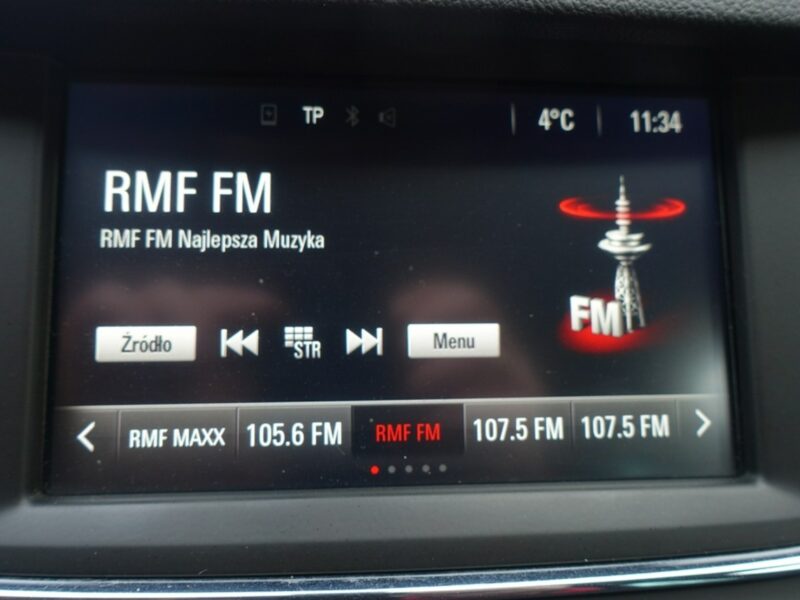 TP 4°C 11:34
RMF FM
RMF FM Najlepsza Muzyka
FM
Źródło STR Menu
RMF MAXX 105.6 FM RMF FM 107.5 FM 107.5 FM